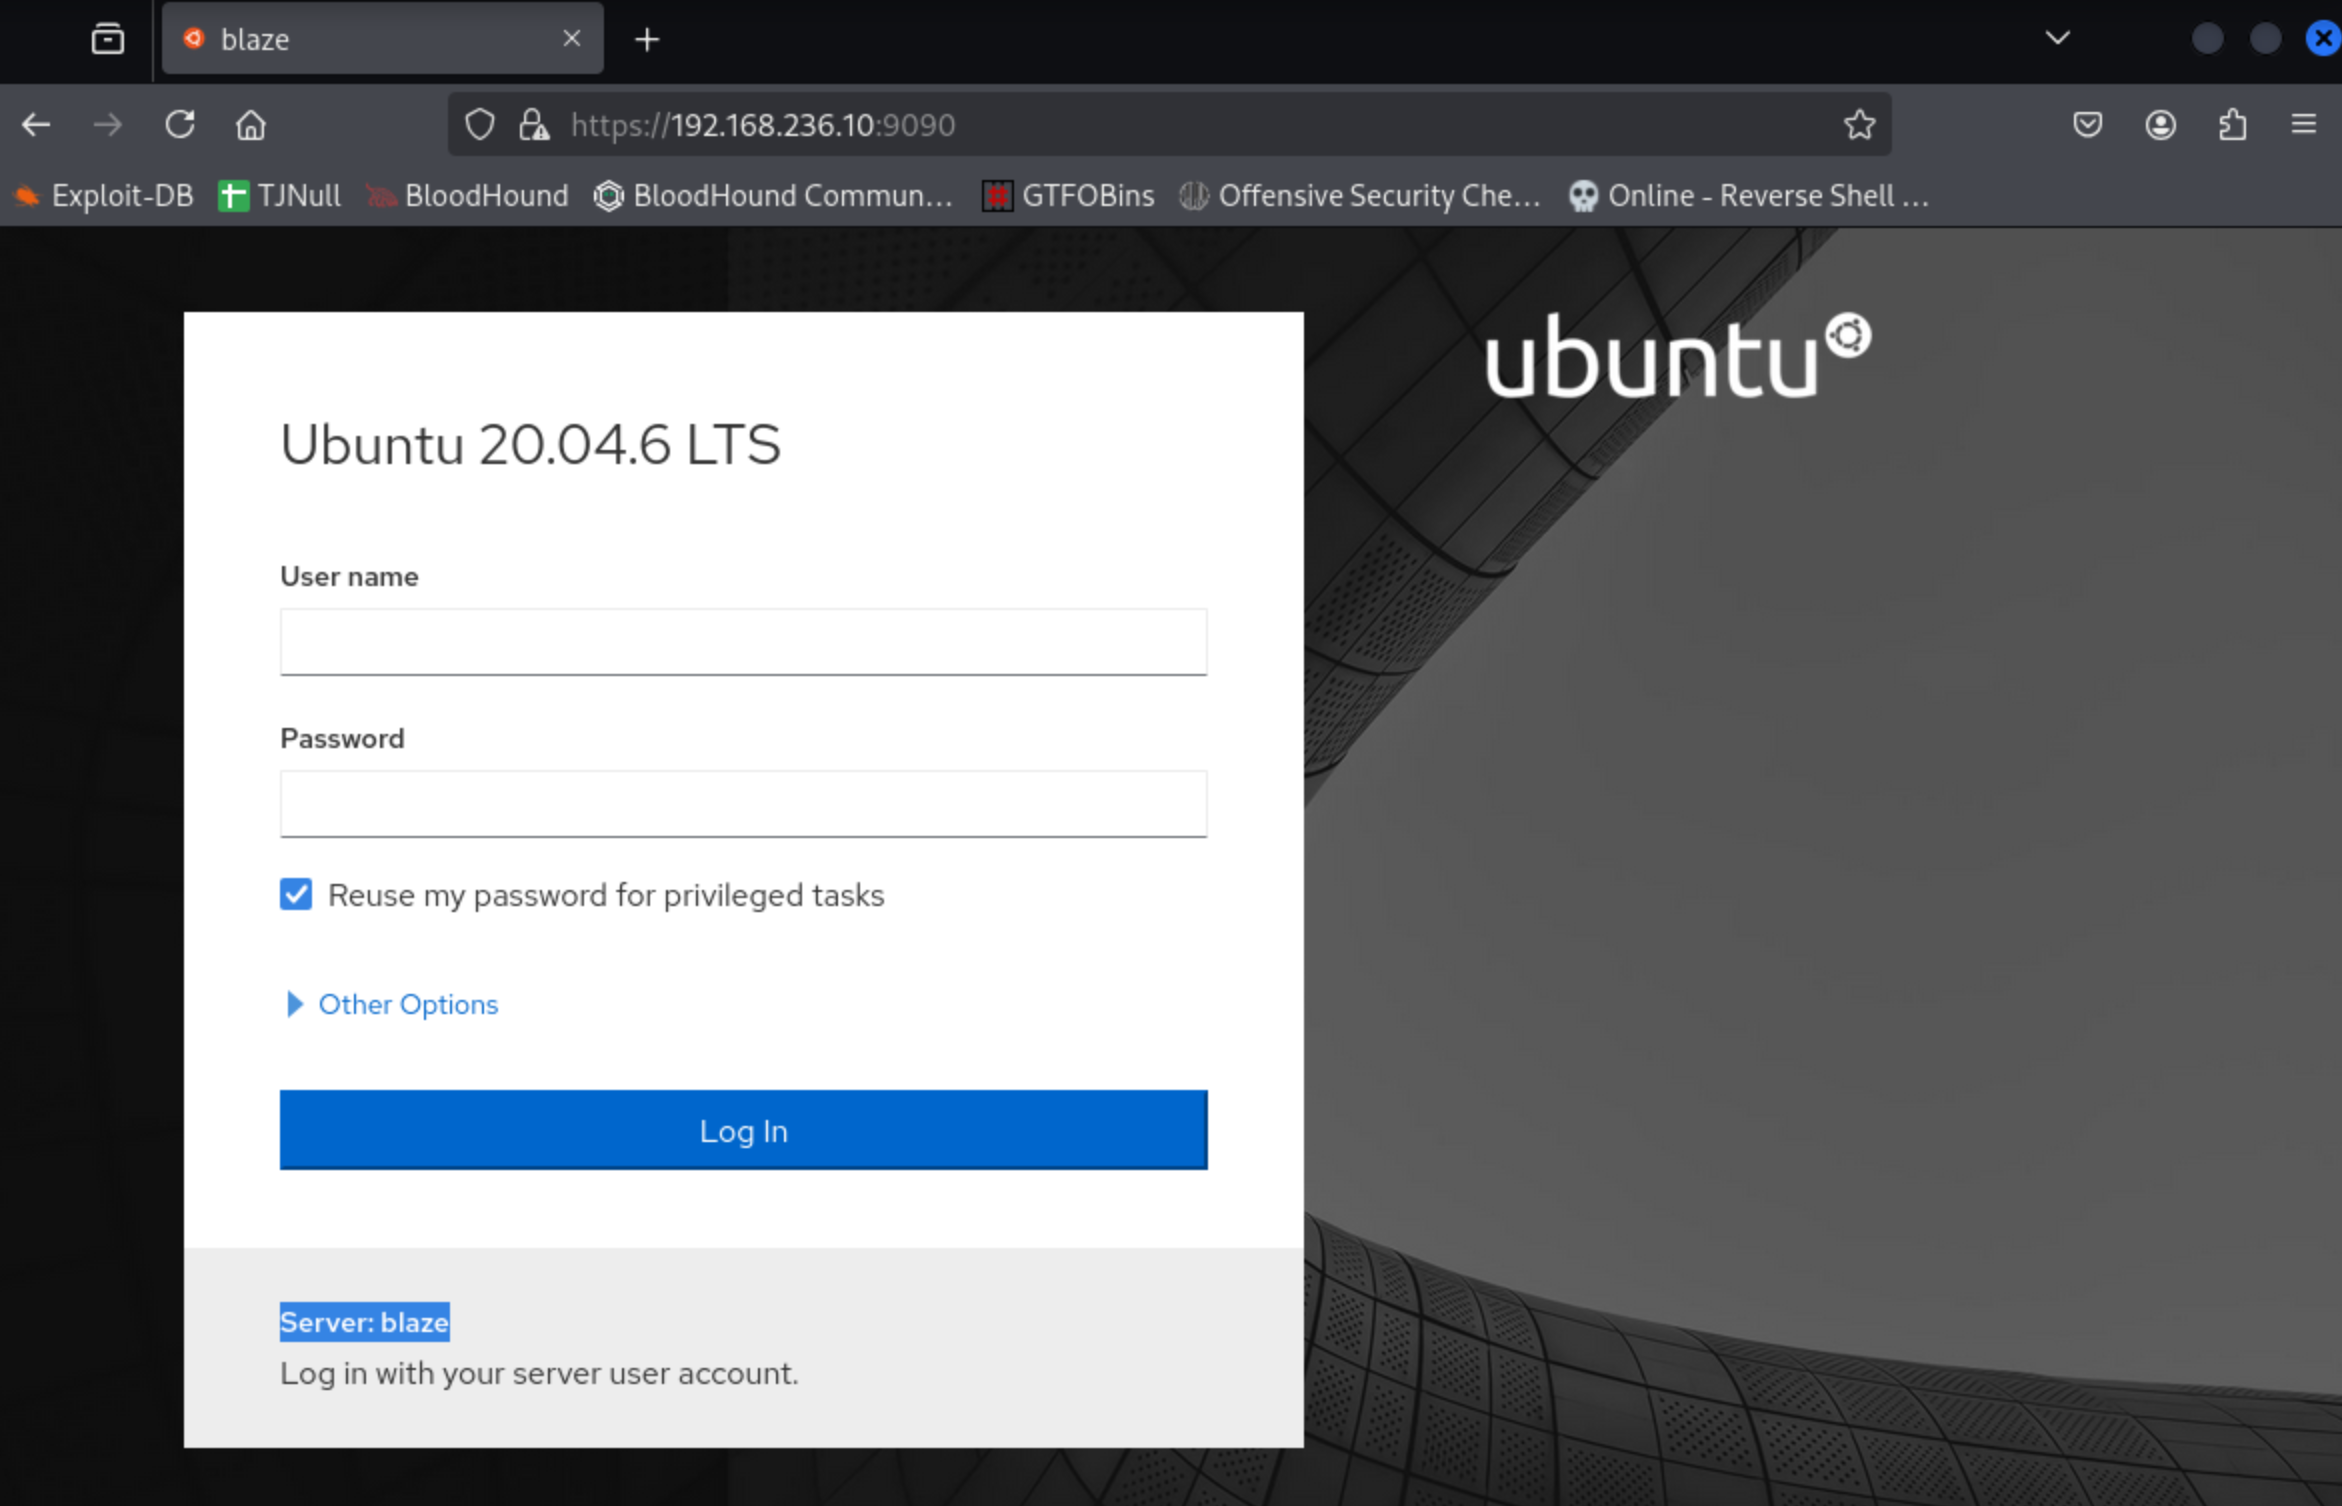 blaze
https://192.168.236.10:9090
Exploit-DB TJNull BloodHound BloodHound Commun... GTFOBins Offensive Security Che... Online - Reverse Shell ...
ubuntu
Ubuntu 20.04.6 LTS
User name
Password
Reuse my password for privileged tasks
Other Options
Log In
Server: blaze
Log in with your server user account.